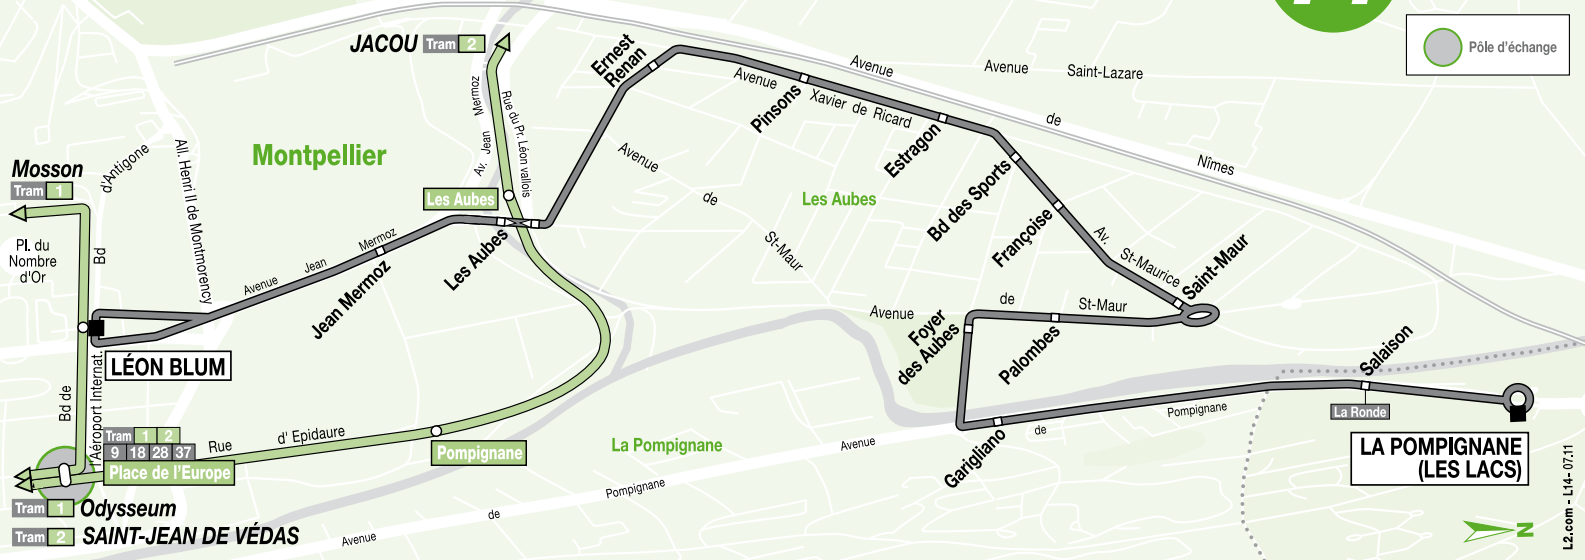 JACOU Tram 2
Ernest
Renan
Pinsons
Estragon
Bd des Sports
Françoise
Saint-Maur
Pôle d'échange
Avenue
Xavier de Ricard
Avenue
de
Nîmes
Avenue Saint-Lazare
Mosson
Tram 1
d'Antigone
Bd
All. Henri II de Montmorency
Montpellier
Av. Jean Mermoz
Rue du Pr. Léon vallois
Les Aubes
Les Aubes
Avenue
de
St-Maur
Les Aubes
Av.
St-Maurice
Pl. du
Nombre
d'Or
Avenue Jean Mermoz
Jean Mermoz
Avenue de St-Maur
Foyer
des Aubes
Palombes
Salaison
La Ronde
LÉON BLUM
Bd de
l'Aéroport Internat.
Tram 1 2
9 18 28 37
Place de l'Europe
Rue d' Epidaure
Pompignane
La Pompignane
Avenue
de
Pompignane
Garigliano
LA POMPIGNANE
(LES LACS)
Tram 1 Odysseum
Tram 2 SAINT-JEAN DE VÉDAS
Avenue
de
Pompignane
N
L2.com - L14- 07.11